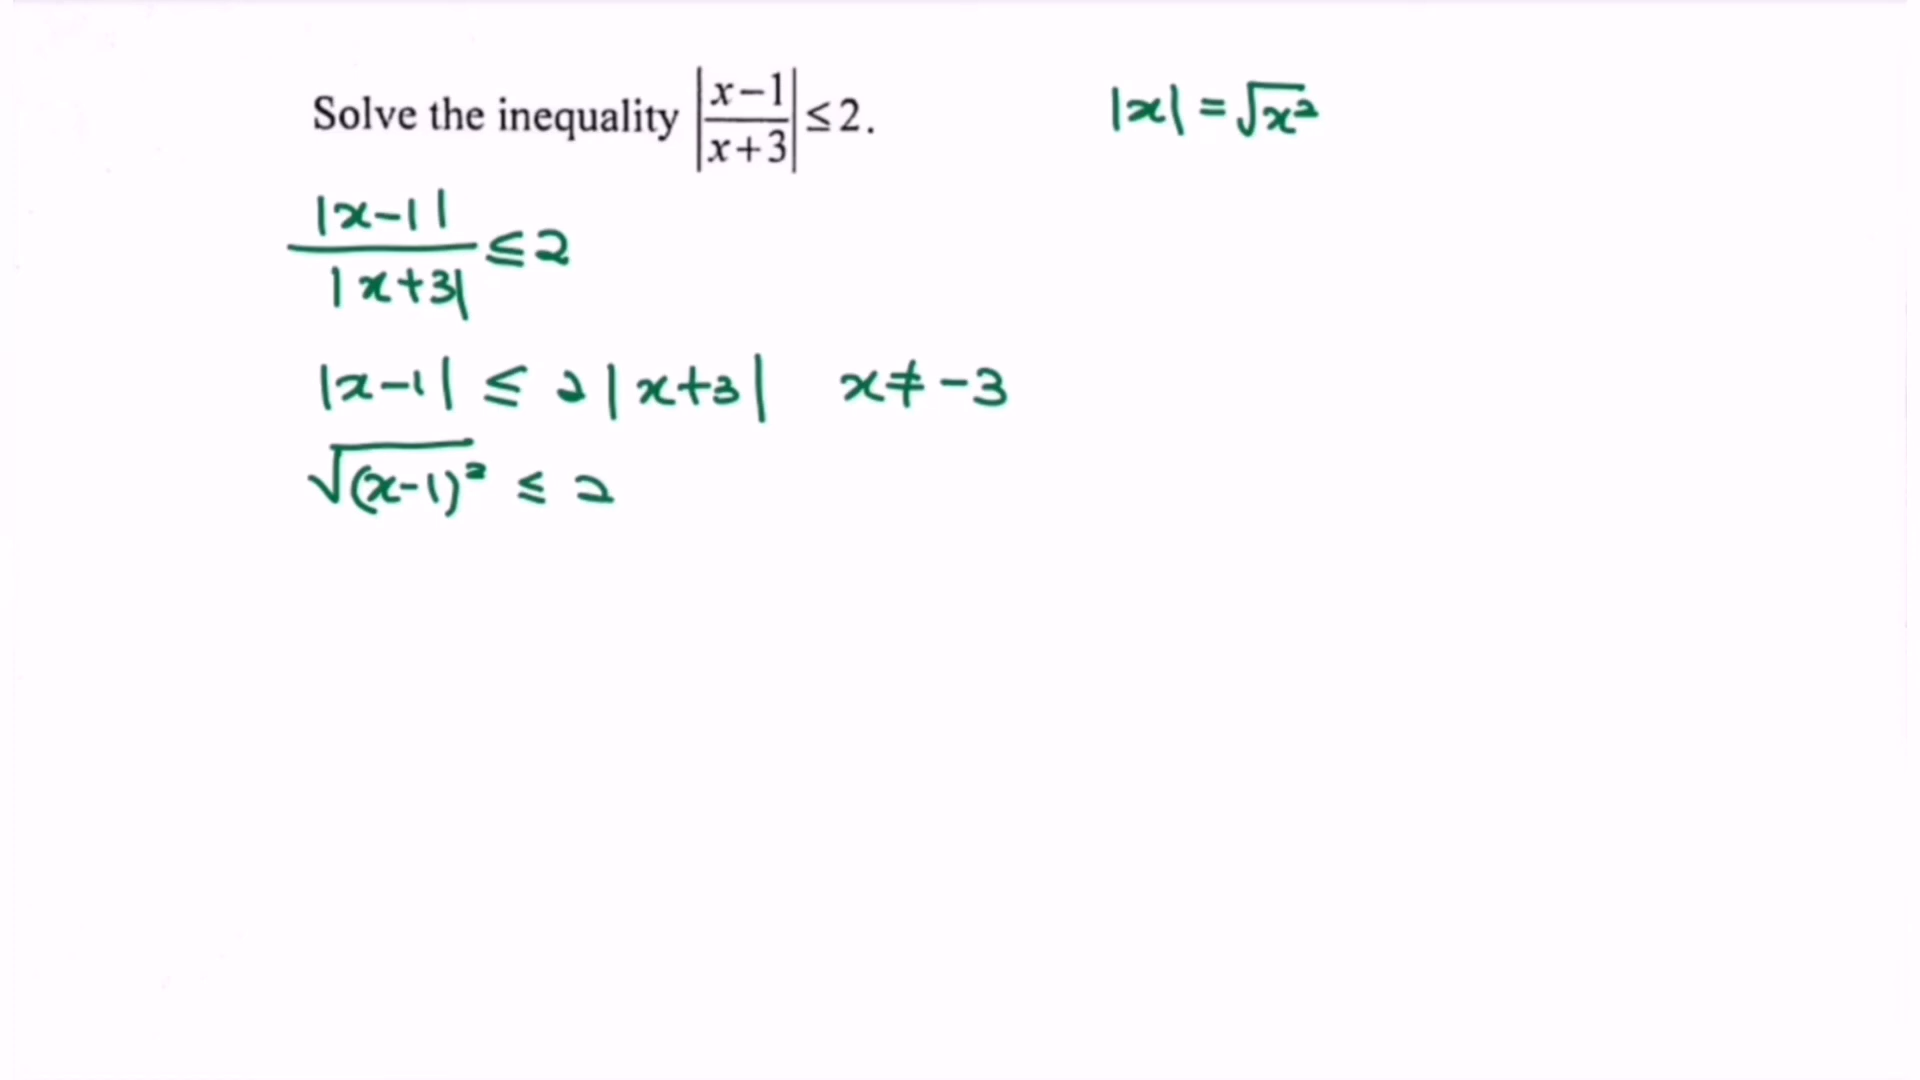 Solve the inequality |x−1/x+3| ≤ 2.
|x| = √x²
|x−1|/|x+3| ≤ 2
|x−1| ≤ 2|x+3| x ≠ −3
√(x−1)² ≤ 2